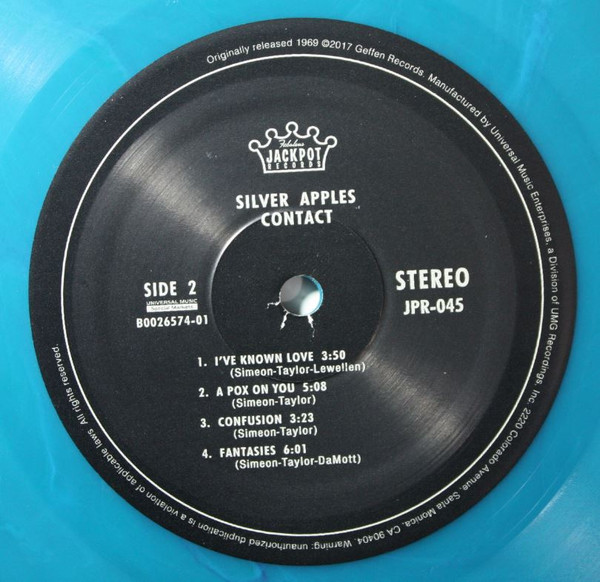 Originally released 1969 ©2017 Geffen Records. Manufactured by Universal Music Enterprises, a Division of UMG Recordings, Inc. 2220 Colorado Avenue, Santa Monica, CA 90404. Warning: unauthorized duplication is a violation of applicable laws All rights reserved.
Fabulous
JACKPOT
RECORDS
SILVER APPLES
CONTACT
SIDE 2
UNIVERSAL MUSIC
Special Markets
B0026574-01
STEREO
JPR-045
1. I'VE KNOWN LOVE 3:50
(Simeon-Taylor-Lewellen)
2. A POX ON YOU 5:08
(Simeon-Taylor)
3. CONFUSION 3:23
(Simeon-Taylor)
4. FANTASIES 6:01
(Simeon-Taylor-DaMott)